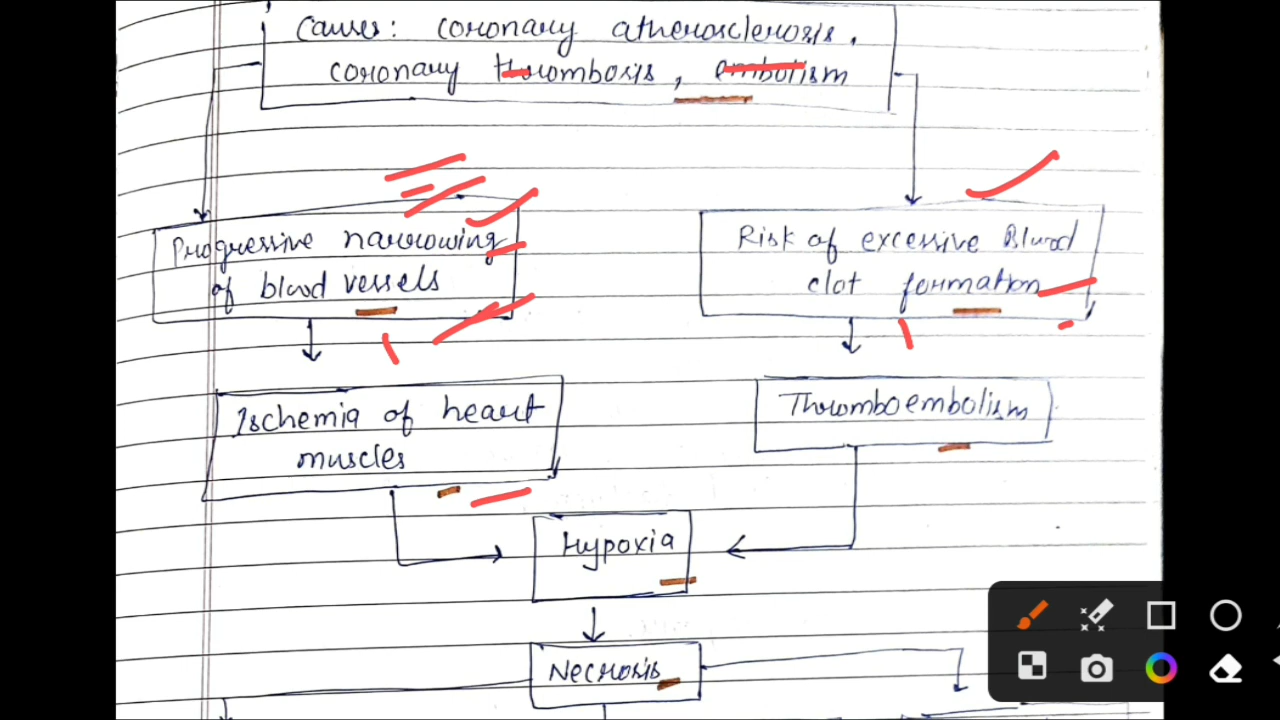 Causes: coronary atherosclerosis,
coronary thrombosis, embolism
Progressive narrowing
of blood vessels
Risk of excessive Blood
clot formation
Ischemia of heart
muscles
Thromboembolism
Hypoxia
Necrosis